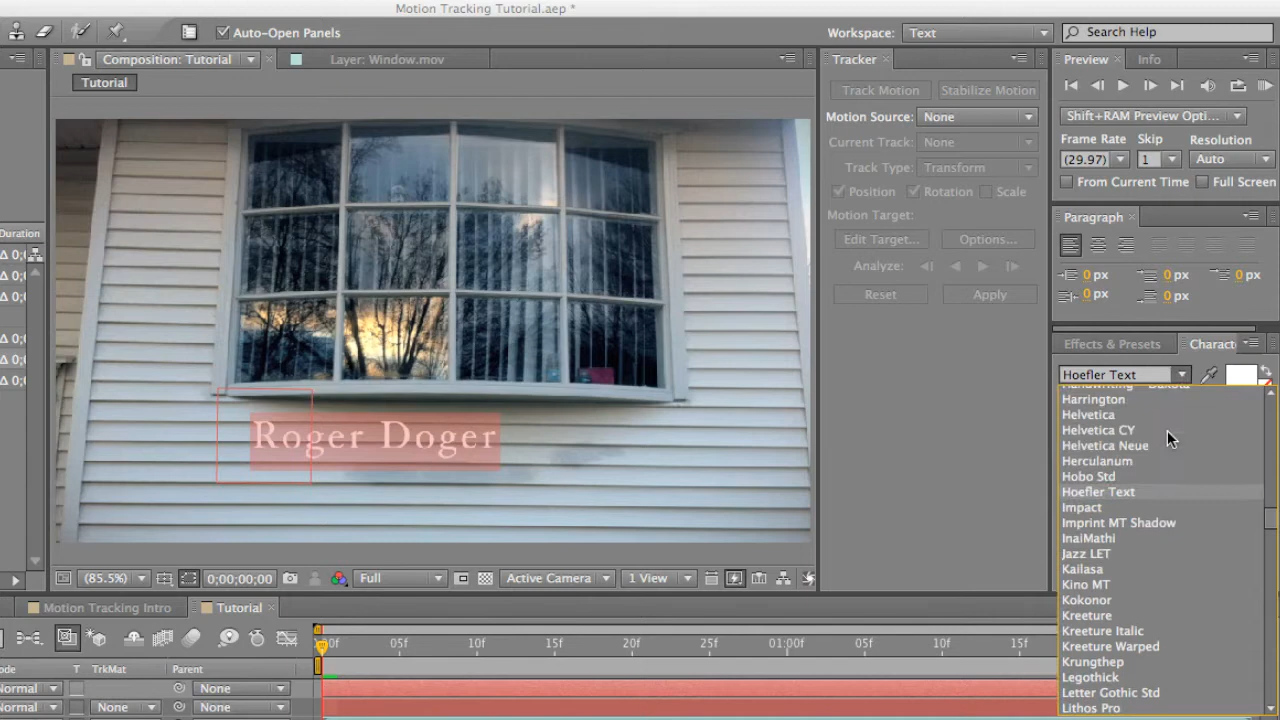 Motion Tracking Tutorial.aep *
Auto-Open Panels
Workspace: Text
Search Help
Composition: Tutorial
Layer: Window.mov
Tutorial
Tracker
Track Motion
Stabilize Motion
Motion Source: None
Current Track: None
Track Type: Transform
Position
Rotation
Scale
Motion Target:
Edit Target...
Options...
Analyze:
Reset
Apply
Preview
Info
Shift+RAM Preview Opti...
Frame Rate
Skip
Resolution
(29.97)
1
Auto
From Current Time
Full Screen
Paragraph
0 px
0 px
0 px
0 px
0 px
Effects & Presets
Charact
Hoefler Text
Harrington
Helvetica
Helvetica CY
Helvetica Neue
Herculanum
Hobo Std
Hoefler Text
Impact
Imprint MT Shadow
InaiMathi
Jazz LET
Kailasa
Kino MT
Kokonor
Kreeture
Kreeture Italic
Kreeture Warped
Krungthep
Legothick
Letter Gothic Std
Lithos Pro
Duration
Δ 0;
Δ 0;
Δ 0;
Δ 0;
Δ 0;
Δ 0;
Roger Doger
(85.5%)
0;00;00;00
Full
Active Camera
1 View
Motion Tracking Intro
Tutorial
00f
05f
10f
15f
20f
25f
01:00f
05f
10f
15f
ode
T
TrkMat
Parent
Normal
None
Normal
None
None